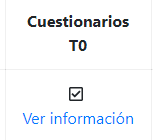 Cuestionarios
T0
Ver información